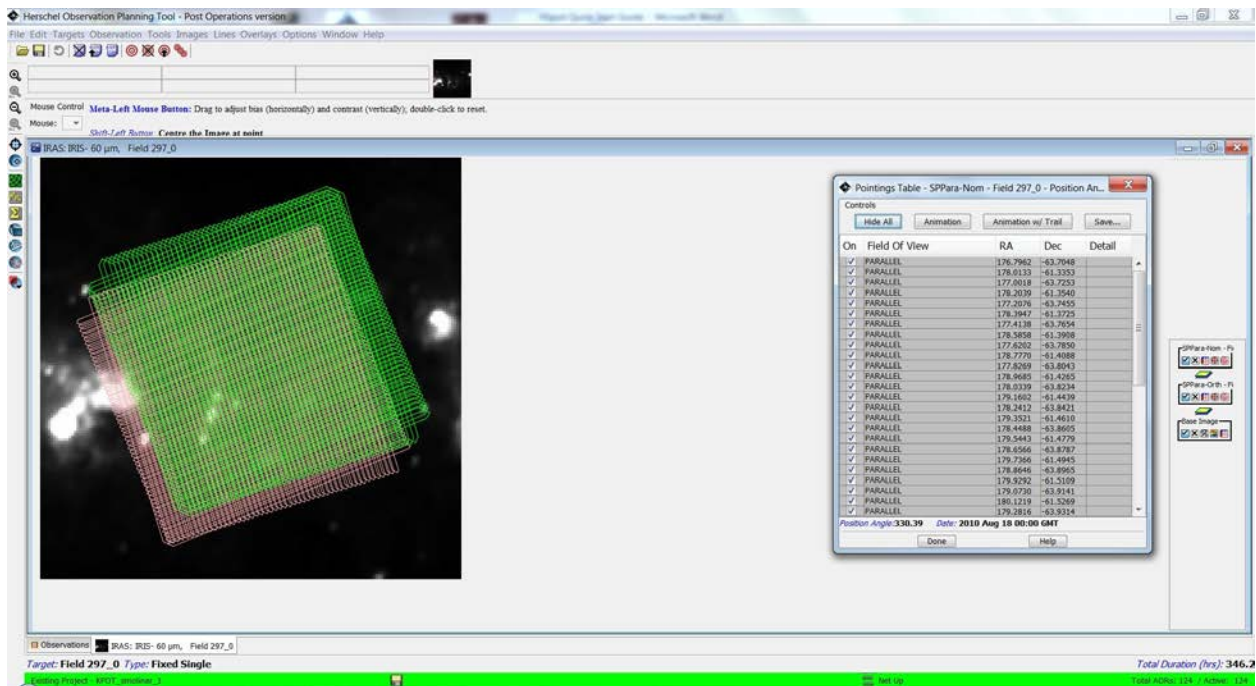 Herschel Observation Planning Tool - Post Operations version
File Edit Targets Observation Tools Images Lines Overlays Options Window Help
Mouse Control Meta-Left Mouse Button: Drag to adjust bias (horizontally) and contrast (vertically); double-click to reset.
Mouse:
Shift-Left Button: Centre the Image at point
IRAS: IRIS- 60 µm, Field 297_0
Pointings Table - SPPara-Nom - Field 297_0 - Position An...
Controls
Hide All Animation Animation w/ Trail Save...
On Field Of View RA Dec Detail
PARALLEL 176.7962 -63.7048
PARALLEL 178.0133 -61.3353
PARALLEL 177.0018 -63.7253
PARALLEL 178.2039 -61.3540
PARALLEL 177.2076 -63.7455
PARALLEL 178.3947 -61.3725
PARALLEL 177.4138 -63.7654
PARALLEL 178.5858 -61.3908
PARALLEL 177.6202 -63.7850
PARALLEL 178.7770 -61.4088
PARALLEL 177.8269 -63.8043
PARALLEL 178.9685 -61.4265
PARALLEL 178.0339 -63.8234
PARALLEL 179.1602 -61.4439
PARALLEL 178.2412 -63.8421
PARALLEL 179.3521 -61.4610
PARALLEL 178.4488 -63.8605
PARALLEL 179.5443 -61.4779
PARALLEL 178.6566 -63.8787
PARALLEL 179.7366 -61.4945
PARALLEL 178.8646 -63.8965
PARALLEL 179.9292 -61.5109
PARALLEL 179.0730 -63.9141
PARALLEL 180.1219 -61.5269
PARALLEL 179.2816 -63.9314
Position Angle:330.39 Date: 2010 Aug 18 00:00 GMT
Done Help
SPPara-Nom - Fi
SPPara-Orth - Fi
Base Image
Observations IRAS: IRIS- 60 µm, Field 297_0
Target: Field 297_0 Type: Fixed Single
Total Duration (hrs): 346.2
Existing Project - KPOT_smolinar_1 Net Up Total AORs: 124 / Active: 124